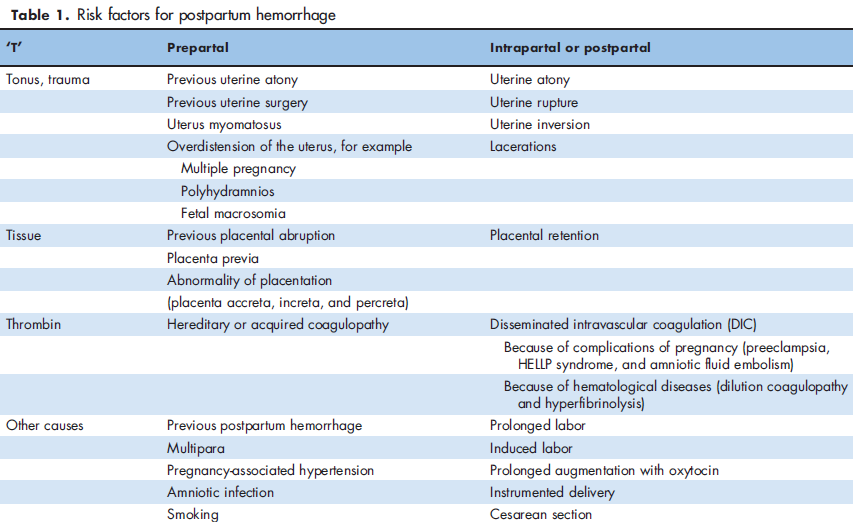 Table 1. Risk factors for postpartum hemorrhage
‘T’ Prepartal Intrapartal or postpartal
Tonus, trauma Previous uterine atony Uterine atony
Previous uterine surgery Uterine rupture
Uterus myomatosus Uterine inversion
Overdistension of the uterus, for example Lacerations
Multiple pregnancy
Polyhydramnios
Fetal macrosomia
Tissue Previous placental abruption Placental retention
Placenta previa
Abnormality of placentation
(placenta accreta, increta, and percreta)
Thrombin Hereditary or acquired coagulopathy Disseminated intravascular coagulation (DIC)
Because of complications of pregnancy (preeclampsia,
HELLP syndrome, and amniotic fluid embolism)
Because of hematological diseases (dilution coagulopathy
and hyperfibrinolysis)
Other causes Previous postpartum hemorrhage Prolonged labor
Multipara Induced labor
Pregnancy-associated hypertension Prolonged augmentation with oxytocin
Amniotic infection Instrumented delivery
Smoking Cesarean section